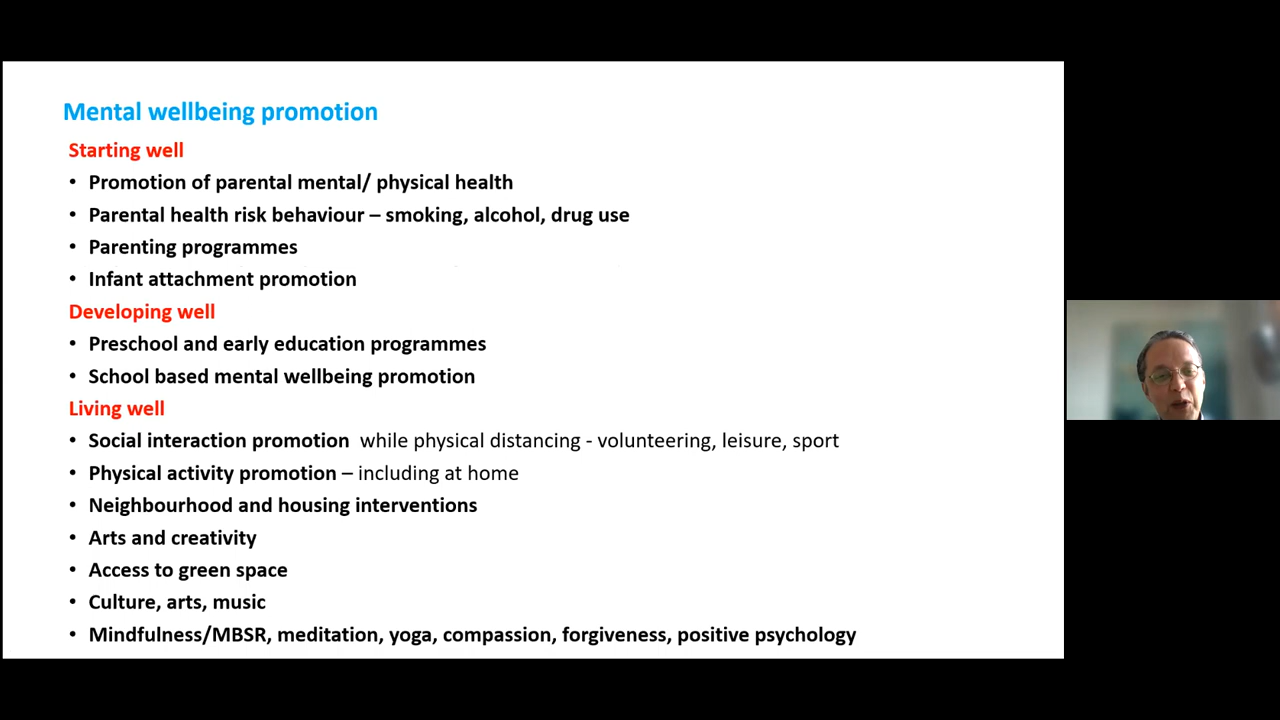 Mental wellbeing promotion
Starting well
• Promotion of parental mental/ physical health
• Parental health risk behaviour – smoking, alcohol, drug use
• Parenting programmes
• Infant attachment promotion
Developing well
• Preschool and early education programmes
• School based mental wellbeing promotion
Living well
• Social interaction promotion while physical distancing - volunteering, leisure, sport
• Physical activity promotion – including at home
• Neighbourhood and housing interventions
• Arts and creativity
• Access to green space
• Culture, arts, music
• Mindfulness/MBSR, meditation, yoga, compassion, forgiveness, positive psychology